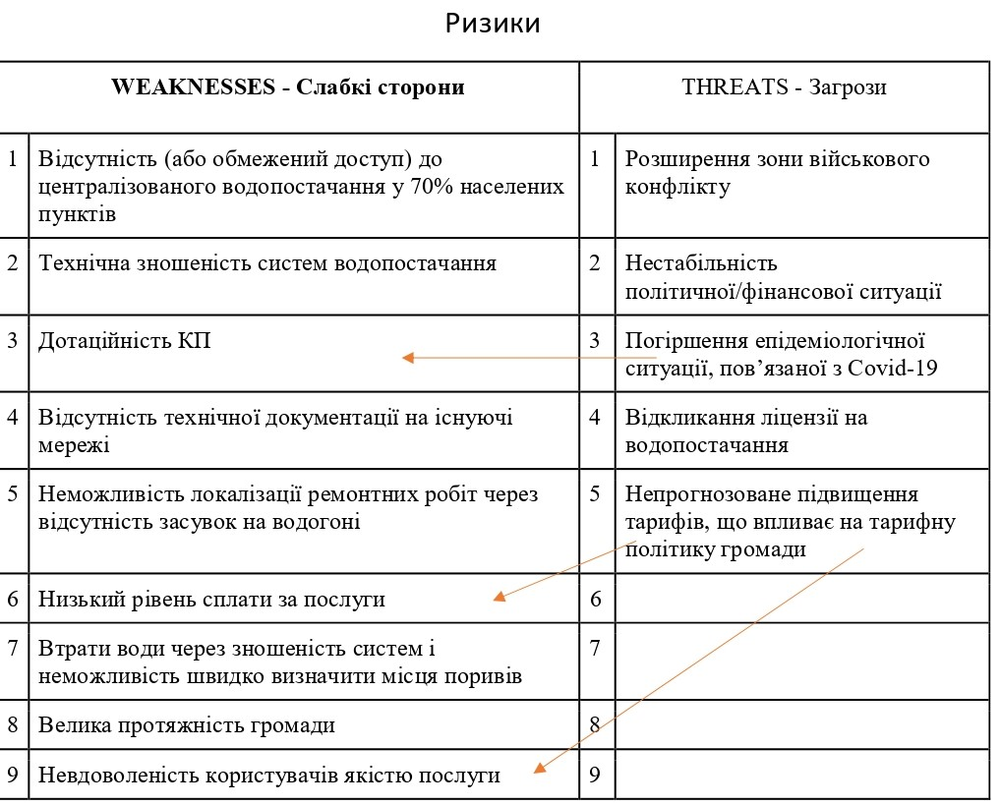 Ризики
WEAKNESSES - Слабкі сторони
THREATS - Загрози
1
Відсутність (або обмежений доступ) до
централізованого водопостачання у 70% населених
пунктів
1
Розширення зони військового
конфлікту
2
Технічна зношеність систем водопостачання
2
Нестабільність
політичної/фінансової ситуації
3
Дотаційність КП
3
Погіршення епідеміологічної
ситуації, пов’язаної з Covid-19
4
Відсутність технічної документації на існуючі
мережі
4
Відкликання ліцензії на
водопостачання
5
Неможливість локалізації ремонтних робіт через
відсутність засувок на водогоні
5
Непрогнозоване підвищення
тарифів, що впливає на тарифну
політику громади
6
Низький рівень сплати за послуги
6
7
Втрати води через зношеність систем і
неможливість швидко визначити місця поривів
7
8
Велика протяжність громади
8
9
Невдоволеність користувачів якістю послуги
9